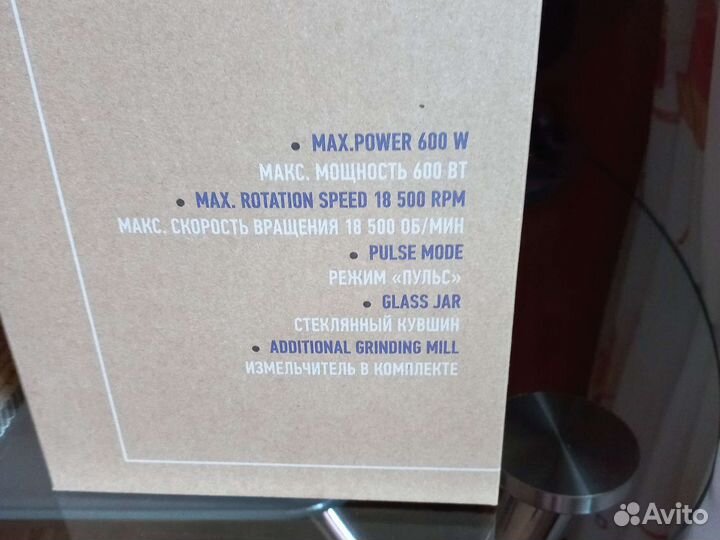 • MAX.POWER 600 W
МАКС. МОЩНОСТЬ 600 ВТ
• MAX. ROTATION SPEED 18 500 RPM
МАКС. СКОРОСТЬ ВРАЩЕНИЯ 18 500 ОБ/МИН
• PULSE MODE
РЕЖИМ «ПУЛЬС»
• GLASS JAR
СТЕКЛЯННЫЙ КУВШИН
• ADDITIONAL GRINDING MILL
ИЗМЕЛЬЧИТЕЛЬ В КОМПЛЕКТЕ
Avito